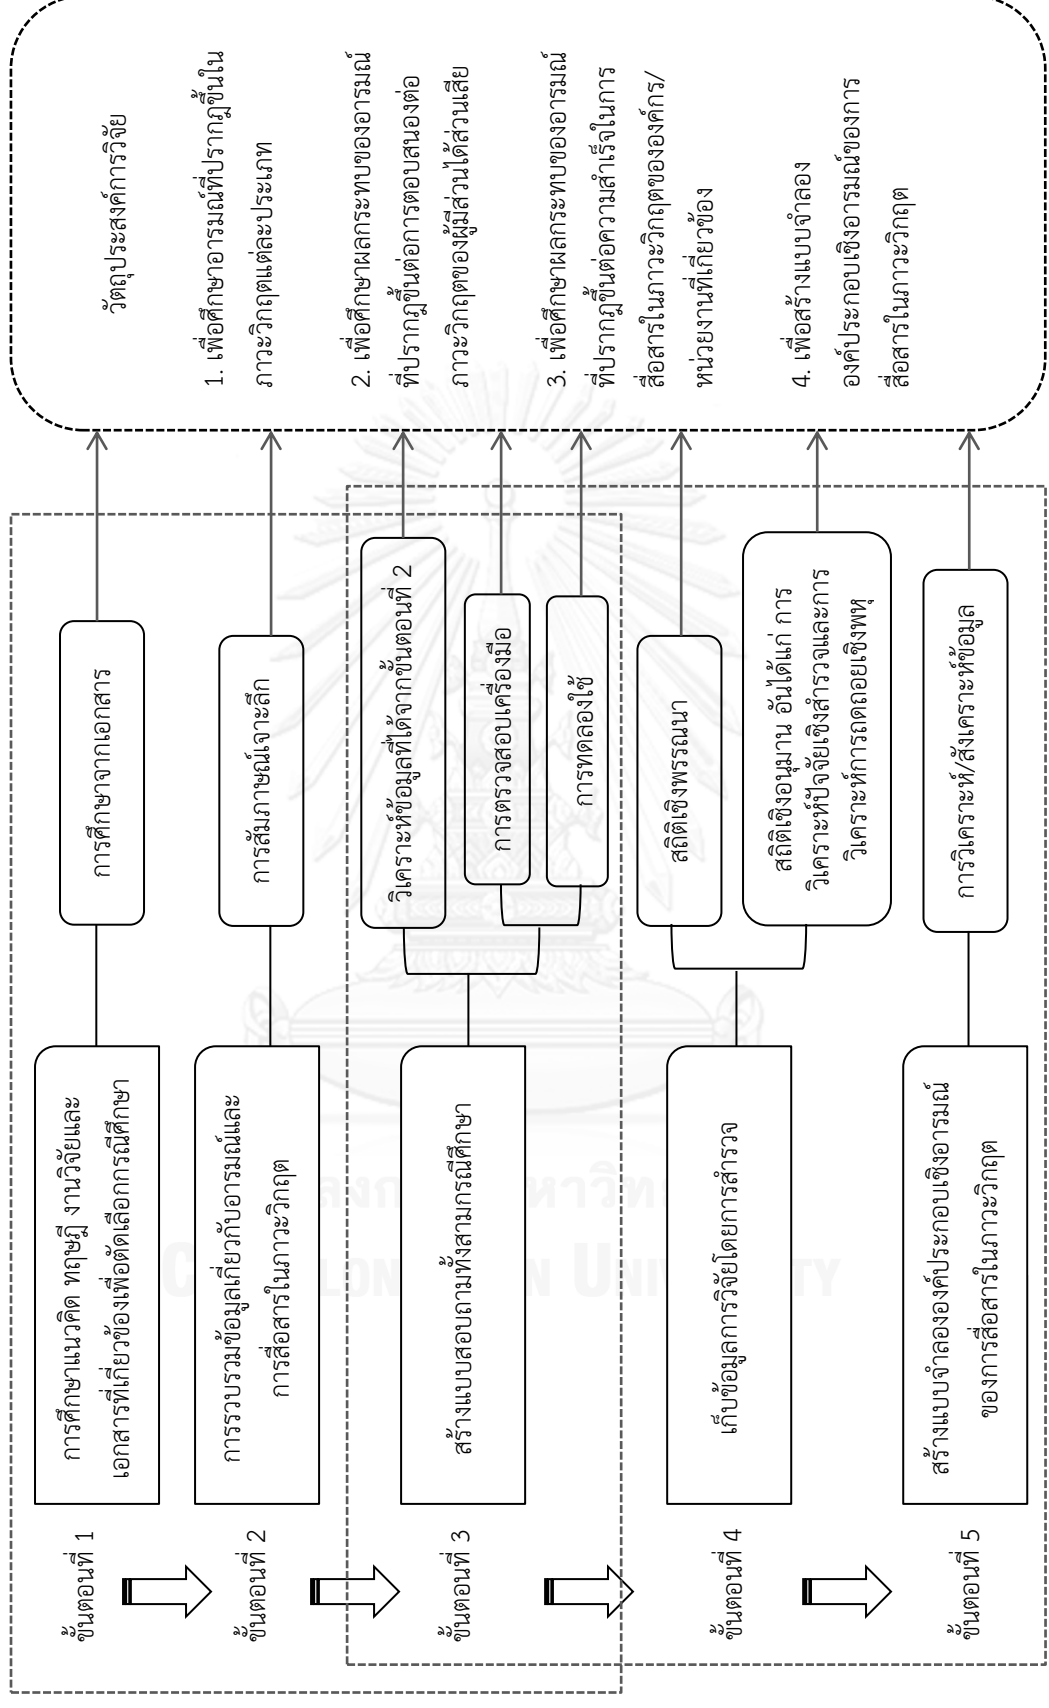 ขั้นตอนที่ 1
การศึกษาแนวคิด ทฤษฎี งานวิจัยและ
เอกสารที่เกี่ยวข้องเพื่อตัดเลือกกรณีศึกษา
การศึกษาจากเอกสาร
ขั้นตอนที่ 2
การรวบรวมข้อมูลเกี่ยวกับอารมณ์และ
การสื่อสารในภาวะวิกฤต
การสัมภาษณ์เจาะลึก
ขั้นตอนที่ 3
สร้างแบบสอบถามทั้งสามกรณีศึกษา
วิเคราะห์ข้อมูลที่ได้จากขั้นตอนที่ 2
การตรวจสอบเครื่องมือ
การทดลองใช้
ขั้นตอนที่ 4
เก็บข้อมูลการวิจัยโดยการสำรวจ
สถิติเชิงพรรณนา
สถิติเชิงอนุมาน อันได้แก่ การ
วิเคราะห์ปัจจัยเชิงสำรวจและการ
วิเคราะห์การถดถอยเชิงพหุ
ขั้นตอนที่ 5
สร้างแบบจำลององค์ประกอบเชิงอารมณ์
ของการสื่อสารในภาวะวิกฤต
การวิเคราะห์/สังเคราะห์ข้อมูล
วัตถุประสงค์การวิจัย
1. เพื่อศึกษาอารมณ์ที่ปรากฏขึ้นใน
ภาวะวิกฤตแต่ละประเภท
2. เพื่อศึกษาผลกระทบของอารมณ์
ที่ปรากฏขึ้นต่อการตอบสนองต่อ
ภาวะวิกฤตของผู้มีส่วนได้ส่วนเสีย
3. เพื่อศึกษาผลกระทบของอารมณ์
ที่ปรากฏขึ้นต่อความสำเร็จในการ
สื่อสารในภาวะวิกฤตขององค์กร/
หน่วยงานที่เกี่ยวข้อง
4. เพื่อสร้างแบบจำลอง
องค์ประกอบเชิงอารมณ์ของการ
สื่อสารในภาวะวิกฤต